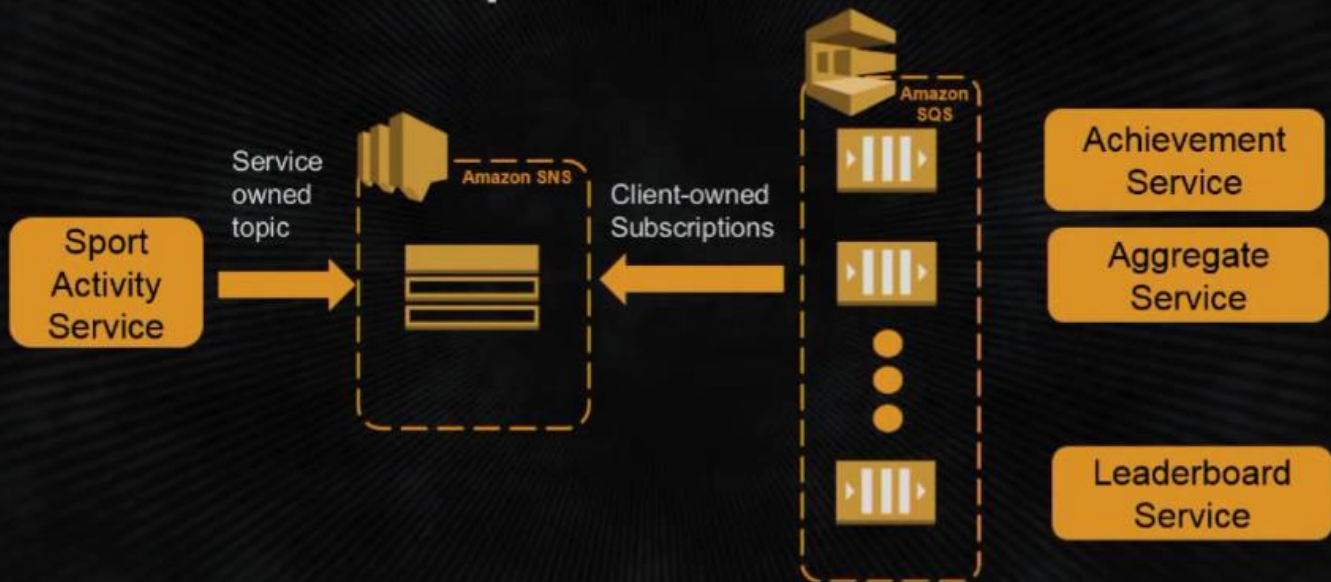 Sport
Activity
Service
Service
owned
topic
Amazon SNS
Client-owned
Subscriptions
Amazon
SQS
Achievement
Service
Aggregate
Service
Leaderboard
Service